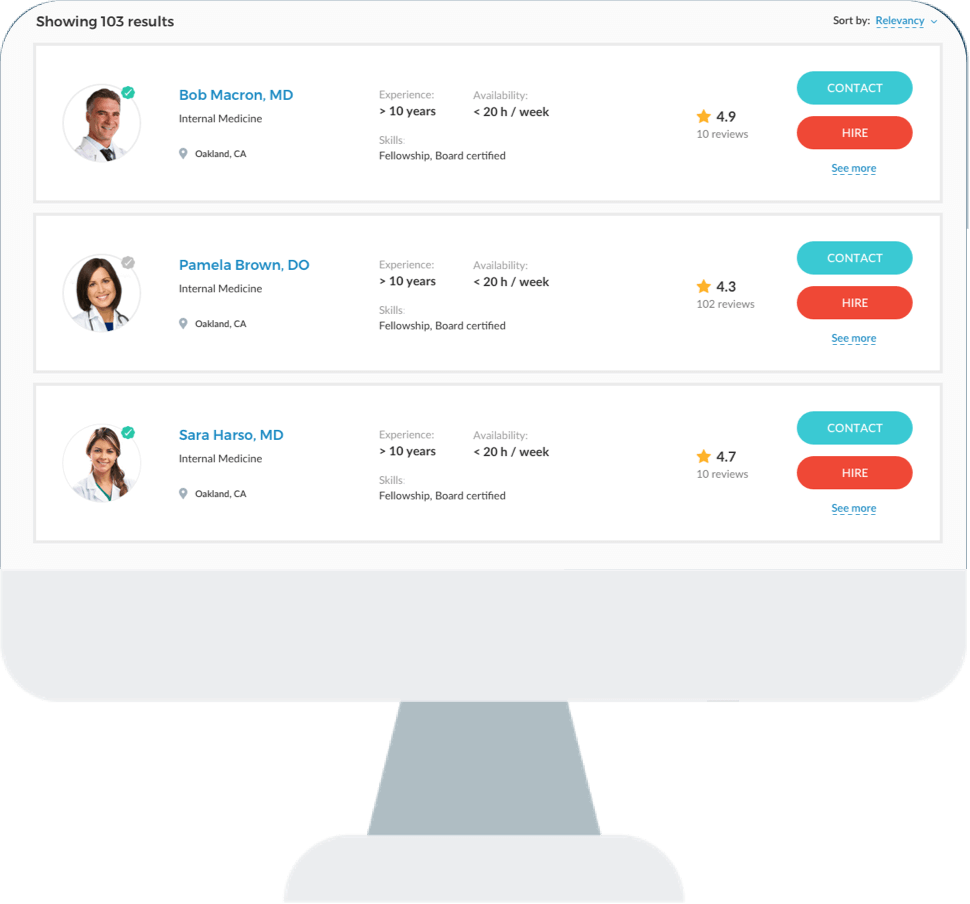 Showing 103 results
Sort by: Relevancy
Bob Macron, MD
Internal Medicine
Oakland, CA
Experience:
> 10 years
Availability:
< 20 h / week
Skills:
Fellowship, Board certified
4.9
10 reviews
CONTACT
HIRE
See more
Pamela Brown, DO
Internal Medicine
Oakland, CA
Experience:
> 10 years
Availability:
< 20 h / week
Skills:
Fellowship, Board certified
4.3
102 reviews
CONTACT
HIRE
See more
Sara Harso, MD
Internal Medicine
Oakland, CA
Experience:
> 10 years
Availability:
< 20 h / week
Skills:
Fellowship, Board certified
4.7
10 reviews
CONTACT
HIRE
See more